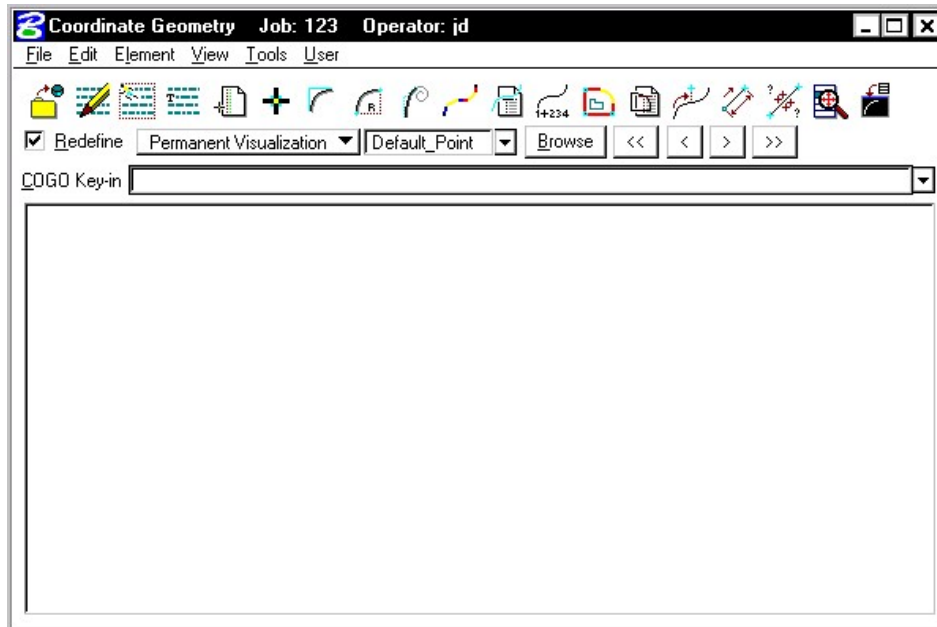 Coordinate Geometry Job: 123 Operator: jd
File Edit Element View Tools User
T R 1+234 ? ?
Redefine Permanent Visualization Default_Point Browse << < > >>
COGO Key-in